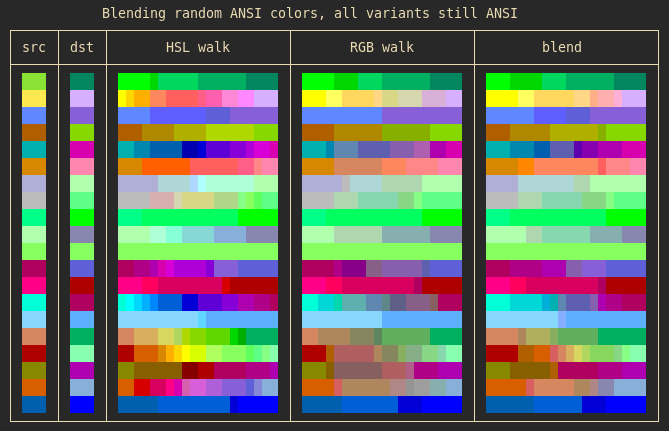 Blending random ANSI colors, all variants still ANSI
src dst HSL walk RGB walk blend